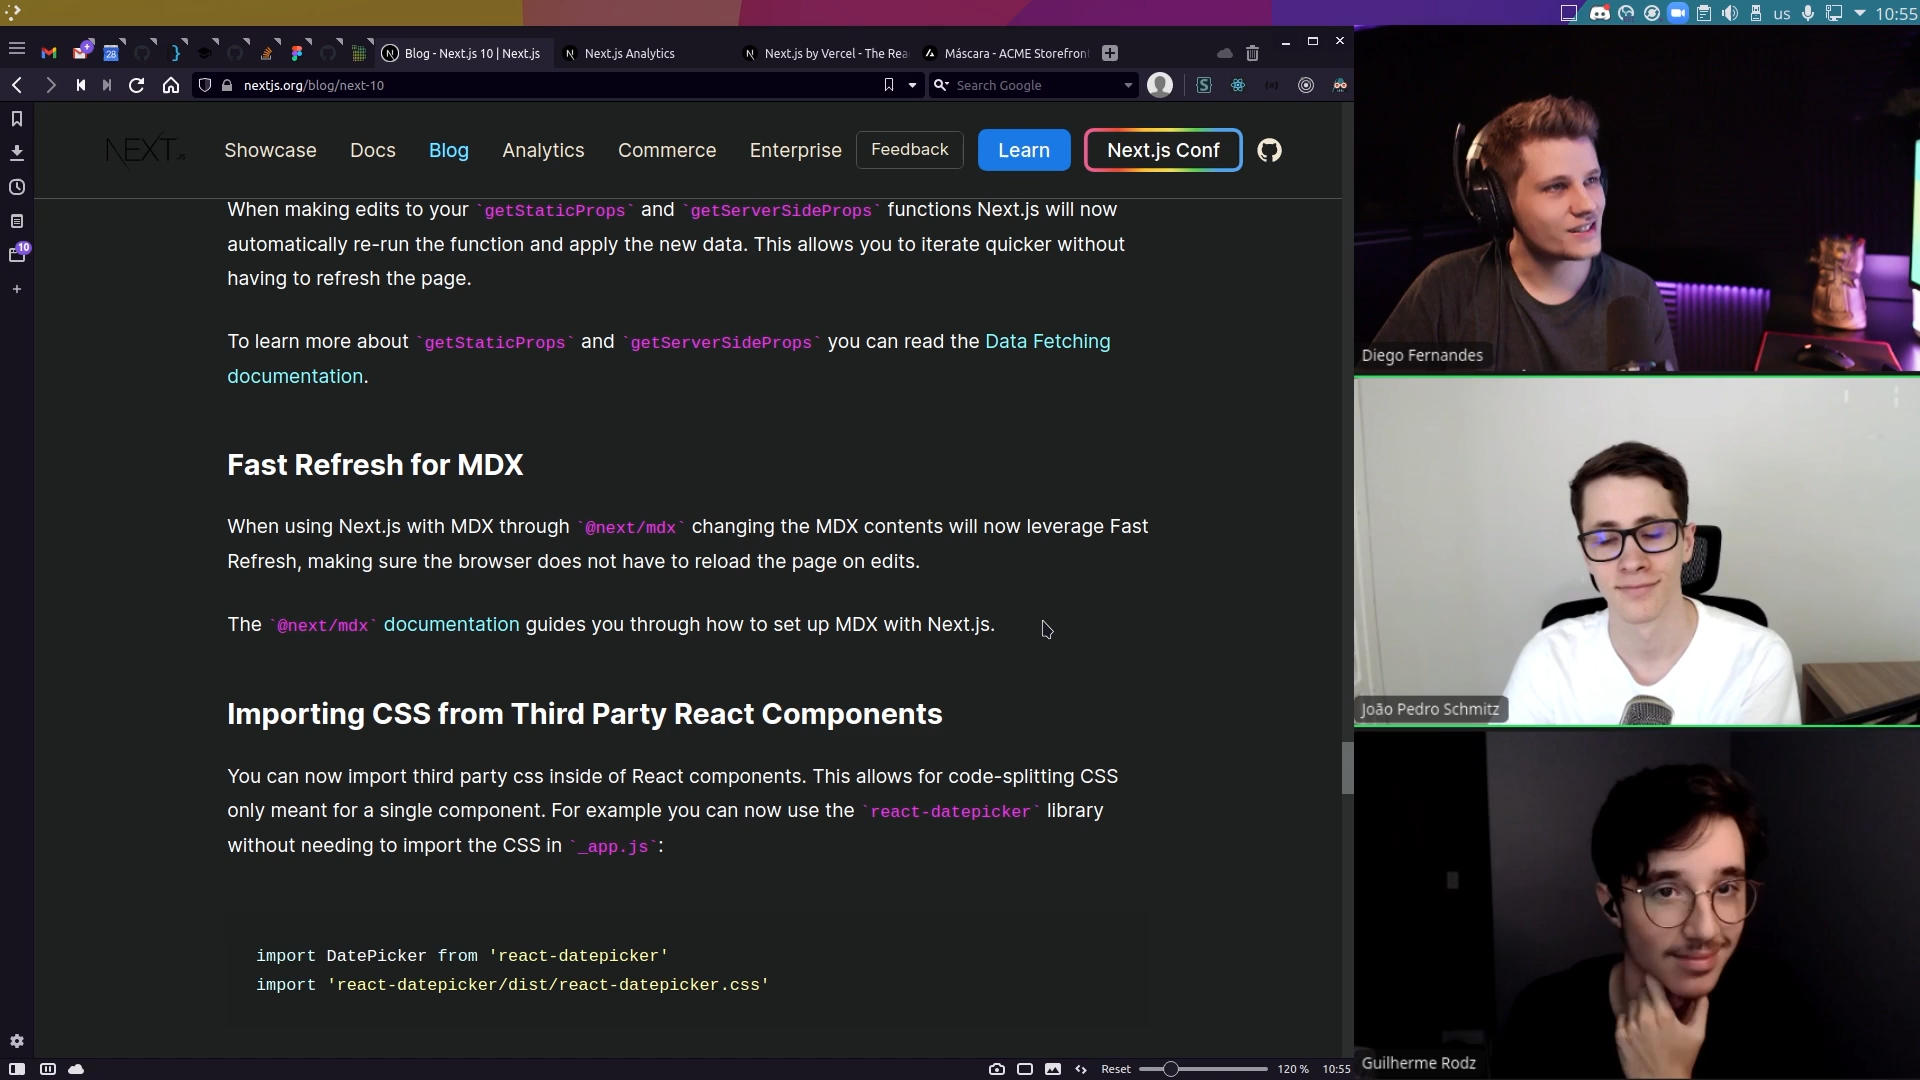 us
10:55
Blog - Next.js 10 | Next.js
Next.js Analytics
Next.js by Vercel - The Rea
Máscara - ACME Storefron
nextjs.org/blog/next-10
Search Google
NEXT.JS
Showcase
Docs
Blog
Analytics
Commerce
Enterprise
Feedback
Learn
Next.js Conf
28
10
When making edits to your `getStaticProps` and `getServerSideProps` functions Next.js will now
automatically re-run the function and apply the new data. This allows you to iterate quicker without
having to refresh the page.
To learn more about `getStaticProps` and `getServerSideProps` you can read the Data Fetching
documentation.
Fast Refresh for MDX
When using Next.js with MDX through `@next/mdx` changing the MDX contents will now leverage Fast
Refresh, making sure the browser does not have to reload the page on edits.
The `@next/mdx` documentation guides you through how to set up MDX with Next.js.
Importing CSS from Third Party React Components
You can now import third party css inside of React components. This allows for code-splitting CSS
only meant for a single component. For example you can now use the `react-datepicker` library
without needing to import the CSS in `_app.js`:
import DatePicker from 'react-datepicker'
import 'react-datepicker/dist/react-datepicker.css'
Reset
120 %
10:55
Diego Fernandes
João Pedro Schmitz
Guilherme Rodz